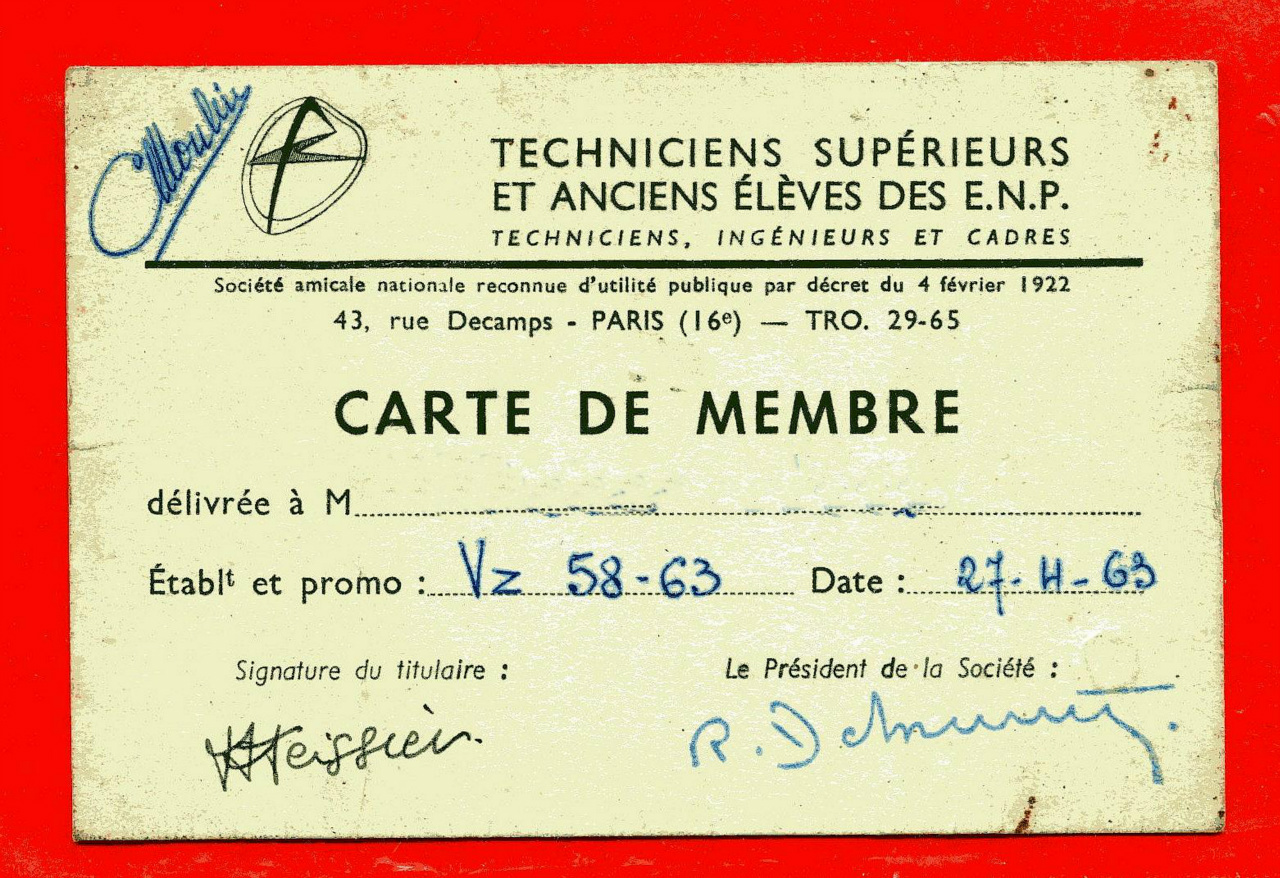 Moulin
TECHNICIENS SUPÉRIEURS
ET ANCIENS ÉLÈVES DES E.N.P.
TECHNICIENS, INGÉNIEURS ET CADRES
Société amicale nationale reconnue d'utilité publique par décret du 4 février 1922
43, rue Decamps - PARIS (16e) — TRO. 29-65
CARTE DE MEMBRE
délivrée à M
Établt et promo : Vz 58-63 Date : 27- 4- 63
Signature du titulaire : Le Président de la Société :